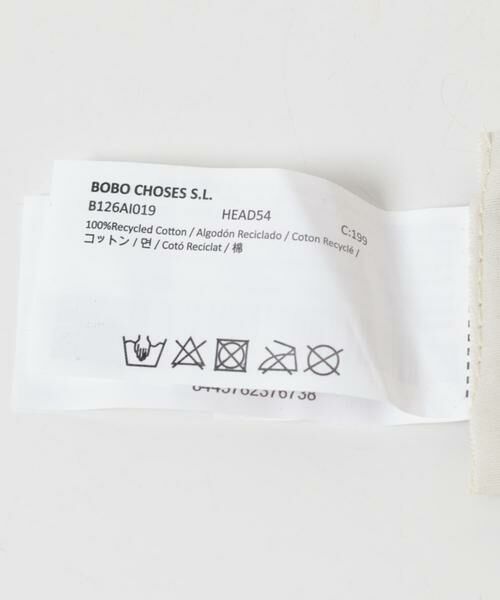 BOBO CHOSES S.L.
B126AI019 HEAD54 C:199
100%Recycled Cotton / Algodón Reciclado / Coton Recyclé /
コットン / 면 / Cotó Reciclat / 棉
8445782376738